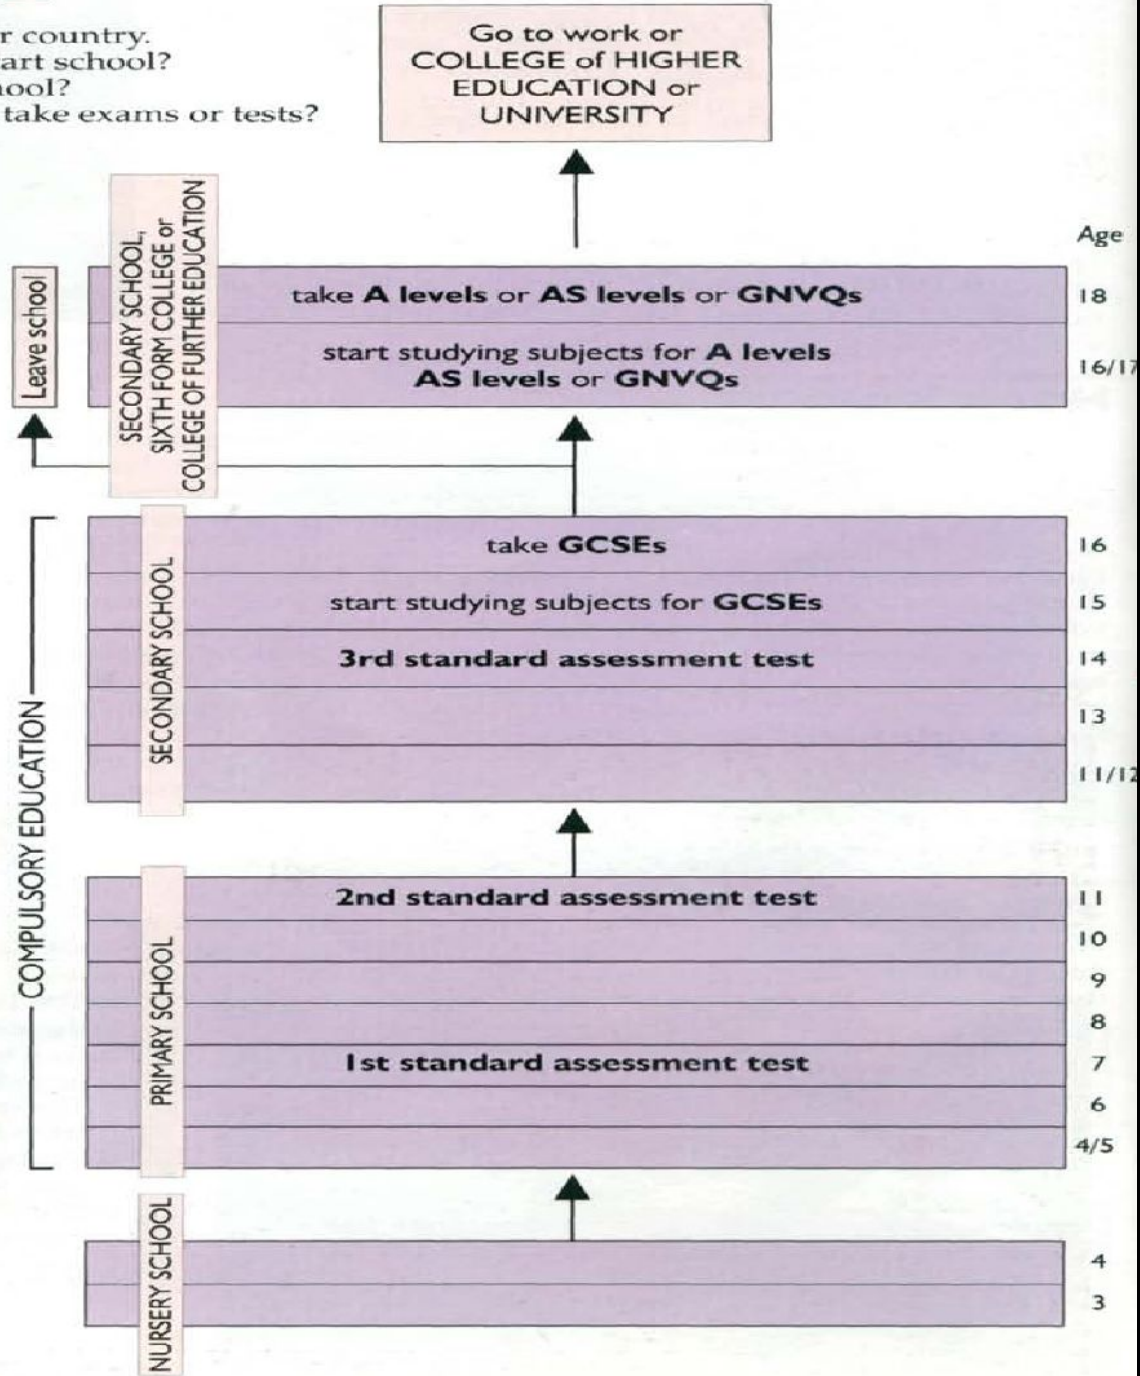 r country.
art school?
ool?
take exams or tests?
Go to work or
COLLEGE of HIGHER
EDUCATION or
UNIVERSITY
Age
Leave school
SECONDARY SCHOOL,
SIXTH FORM COLLEGE or
COLLEGE OF FURTHER EDUCATION
take A levels or AS levels or GNVQs
18
start studying subjects for A levels
AS levels or GNVQs
16/17
COMPULSORY EDUCATION
SECONDARY SCHOOL
take GCSEs
16
start studying subjects for GCSEs
15
3rd standard assessment test
14
13
11/12
PRIMARY SCHOOL
2nd standard assessment test
11
10
9
8
1st standard assessment test
7
6
4/5
NURSERY SCHOOL
4
3